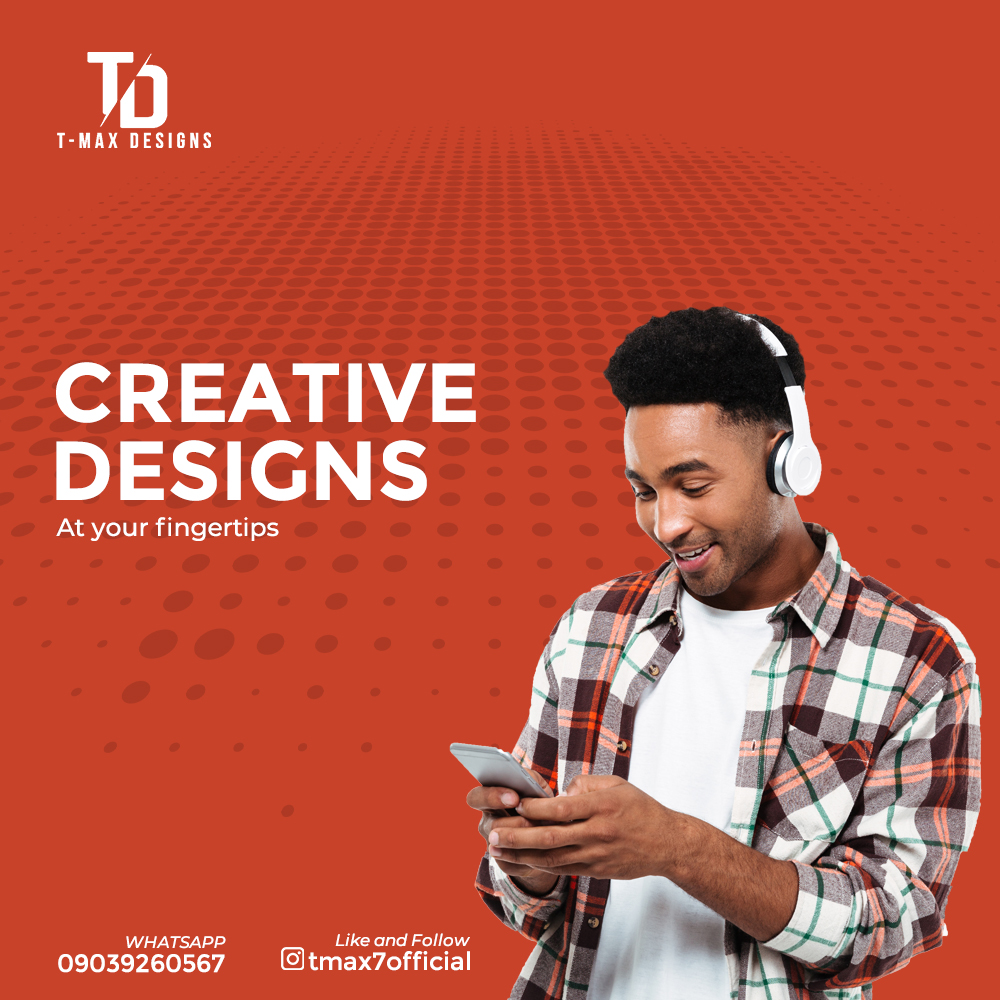 TD
T-MAX DESIGNS
CREATIVE
DESIGNS
At your fingertips
WHATSAPP
09039260567
Like and Follow
tmax7official